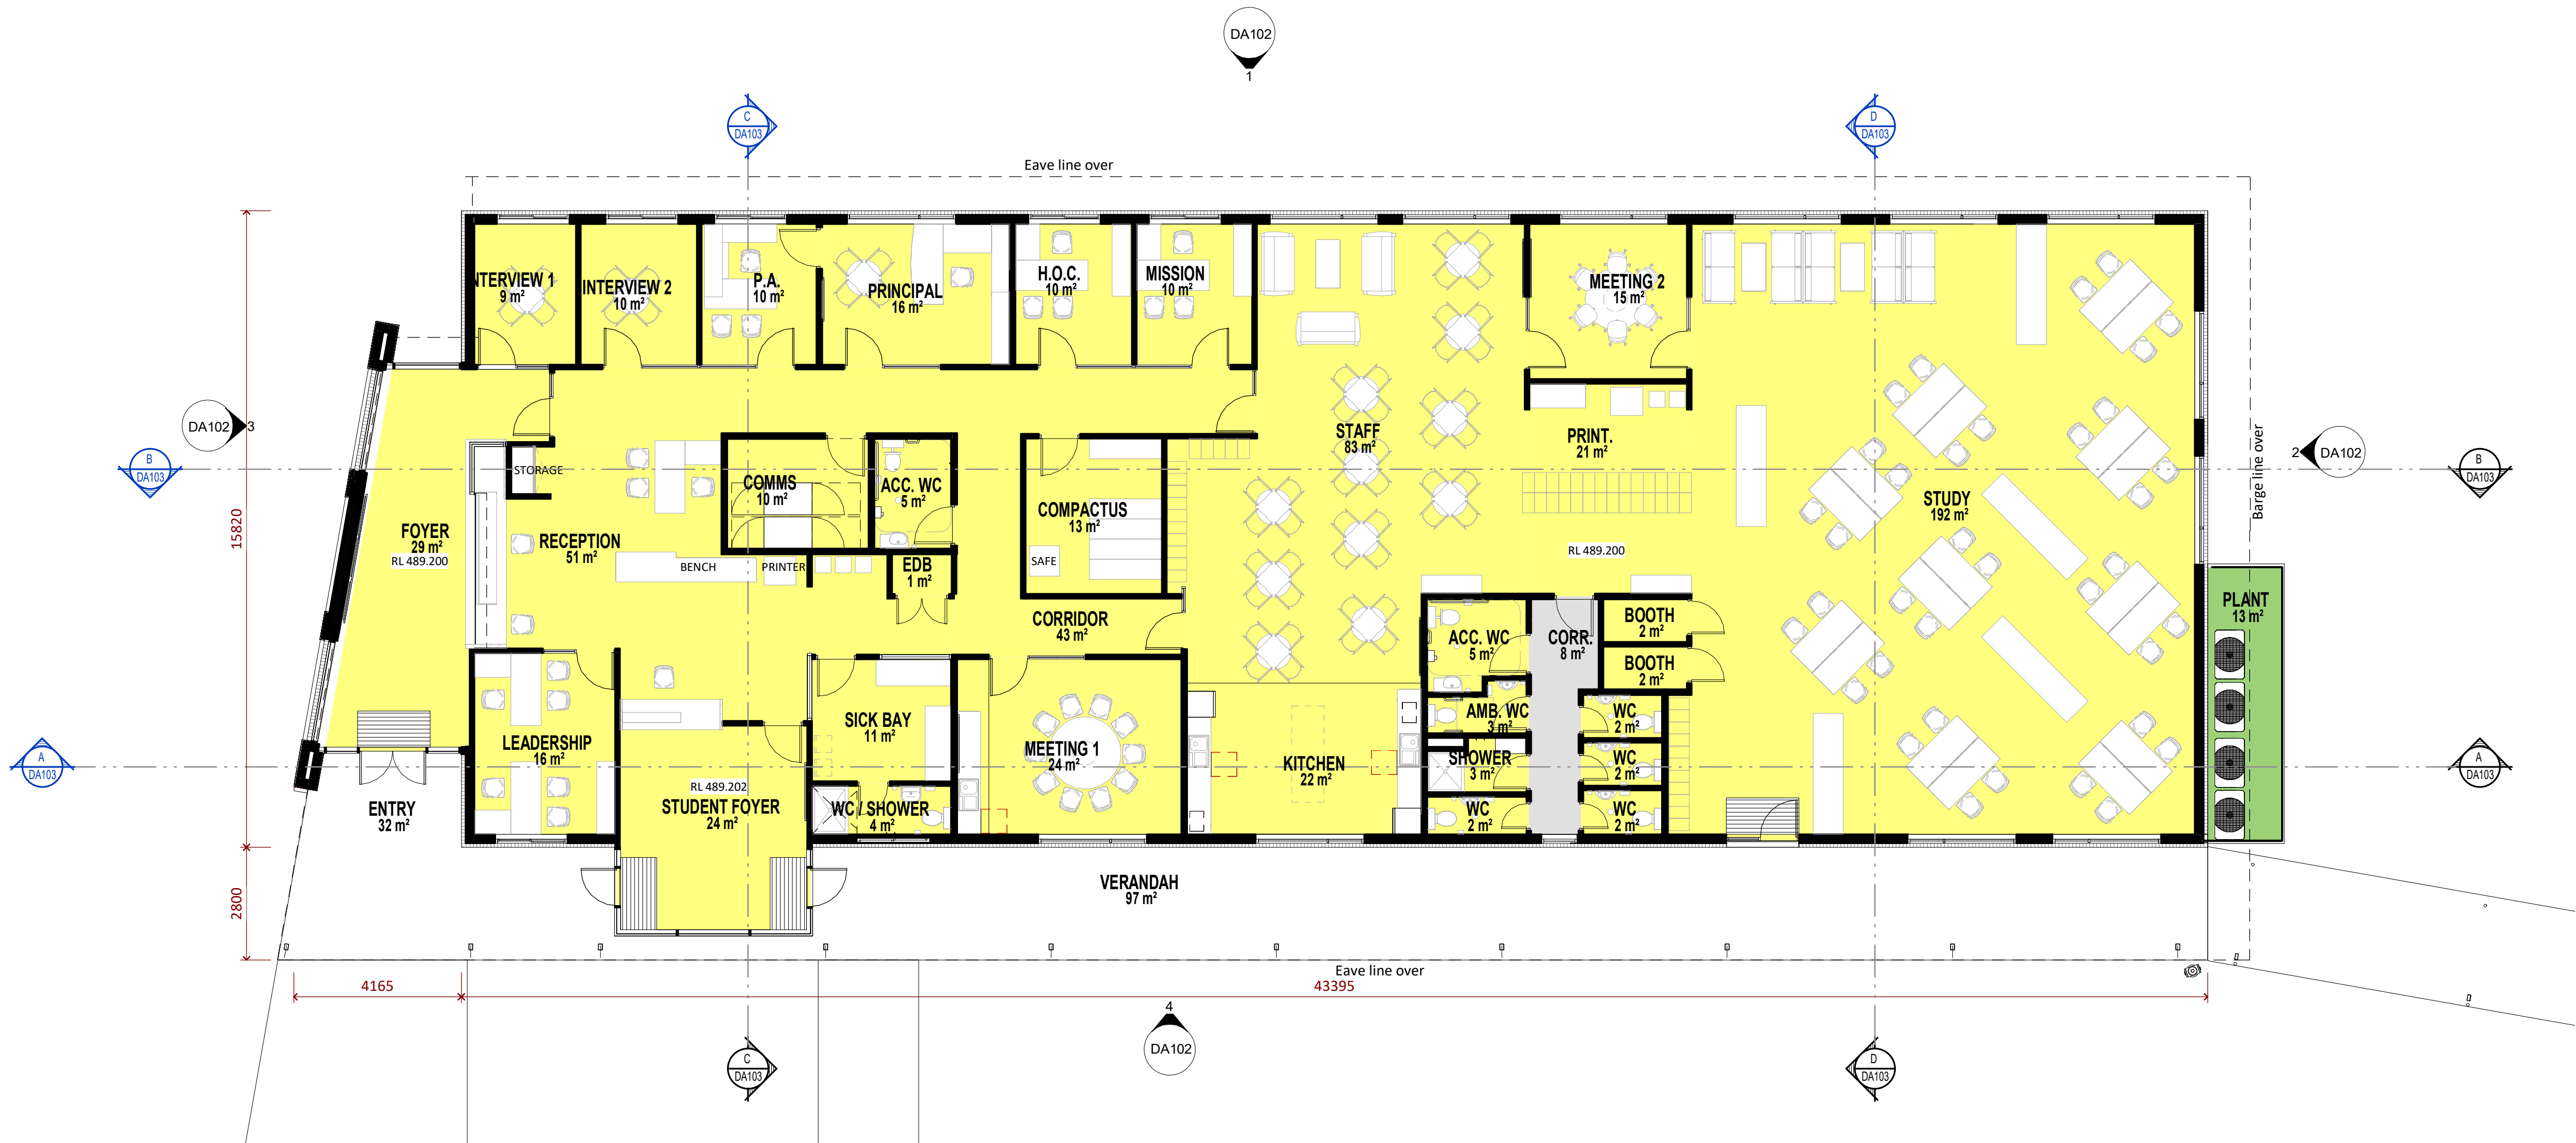 DA102
1
C
DA103
D
DA103
Eave line over
NTERVIEW 1
9 m²
INTERVIEW 2
10 m²
P.A.
10 m²
PRINCIPAL
16 m²
H.O.C.
10 m²
MISSION
10 m²
MEETING 2
15 m²
DA102
3
STAFF
83 m²
PRINT.
21 m²
2
DA102
B
DA103
B
DA103
Barge line over
STORAGE
COMMS
10 m²
ACC. WC
5 m²
COMPACTUS
13 m²
SAFE
STUDY
192 m²
15820
FOYER
29 m²
RL 489.200
RECEPTION
51 m²
BENCH
PRINTER
EDB
1 m²
RL 489.200
CORRIDOR
43 m²
PLANT
13 m²
ACC. WC
5 m²
CORR.
8 m²
BOOTH
2 m²
BOOTH
2 m²
AMB. WC
3 m²
WC
2 m²
SICK BAY
11 m²
LEADERSHIP
16 m²
MEETING 1
24 m²
KITCHEN
22 m²
SHOWER
3 m²
WC
2 m²
A
DA103
A
DA103
RL 489.202
STUDENT FOYER
24 m²
WC / SHOWER
4 m²
WC
2 m²
WC
2 m²
ENTRY
32 m²
VERANDAH
97 m²
2800
Eave line over
4165
43395
4
DA102
C
DA103
D
DA103